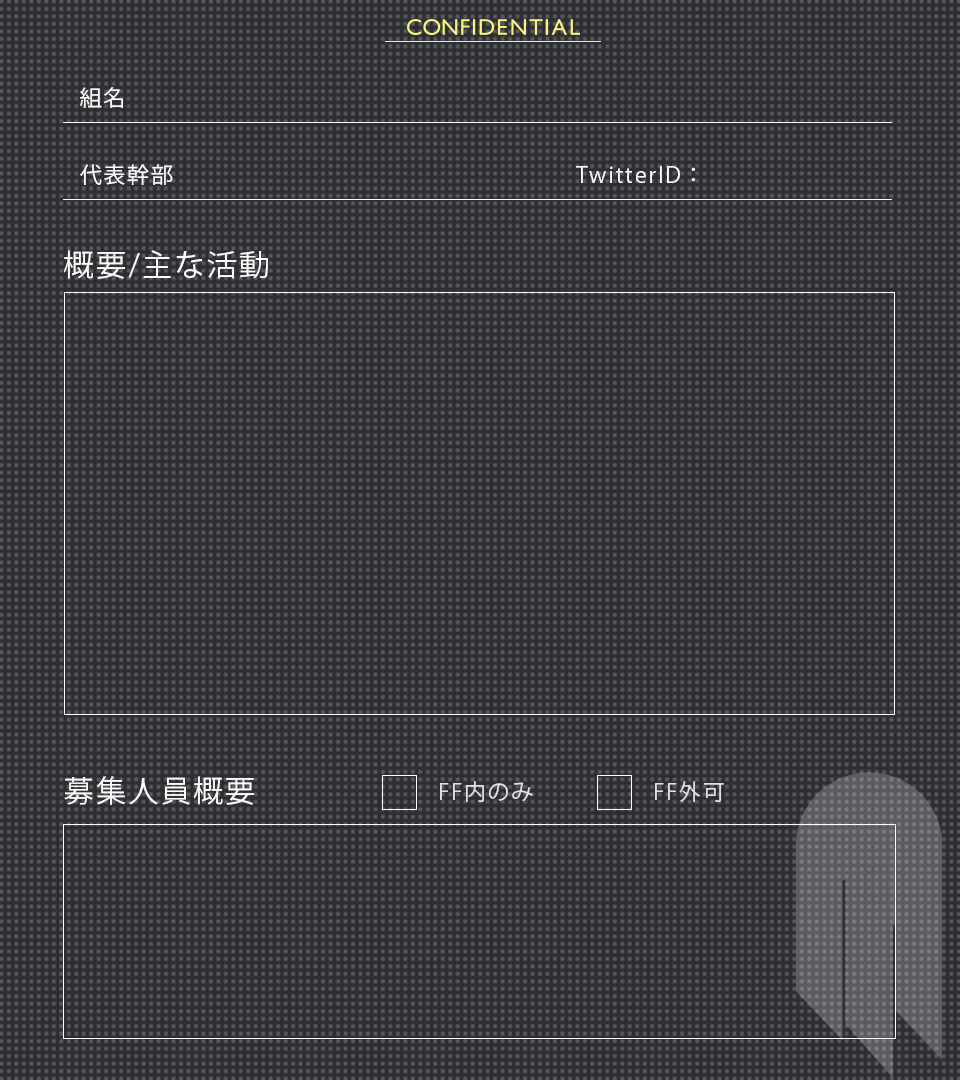 CONFIDENTIAL
組名
代表幹部 TwitterID：
概要/主な活動
募集人員概要 FF内のみ FF外可